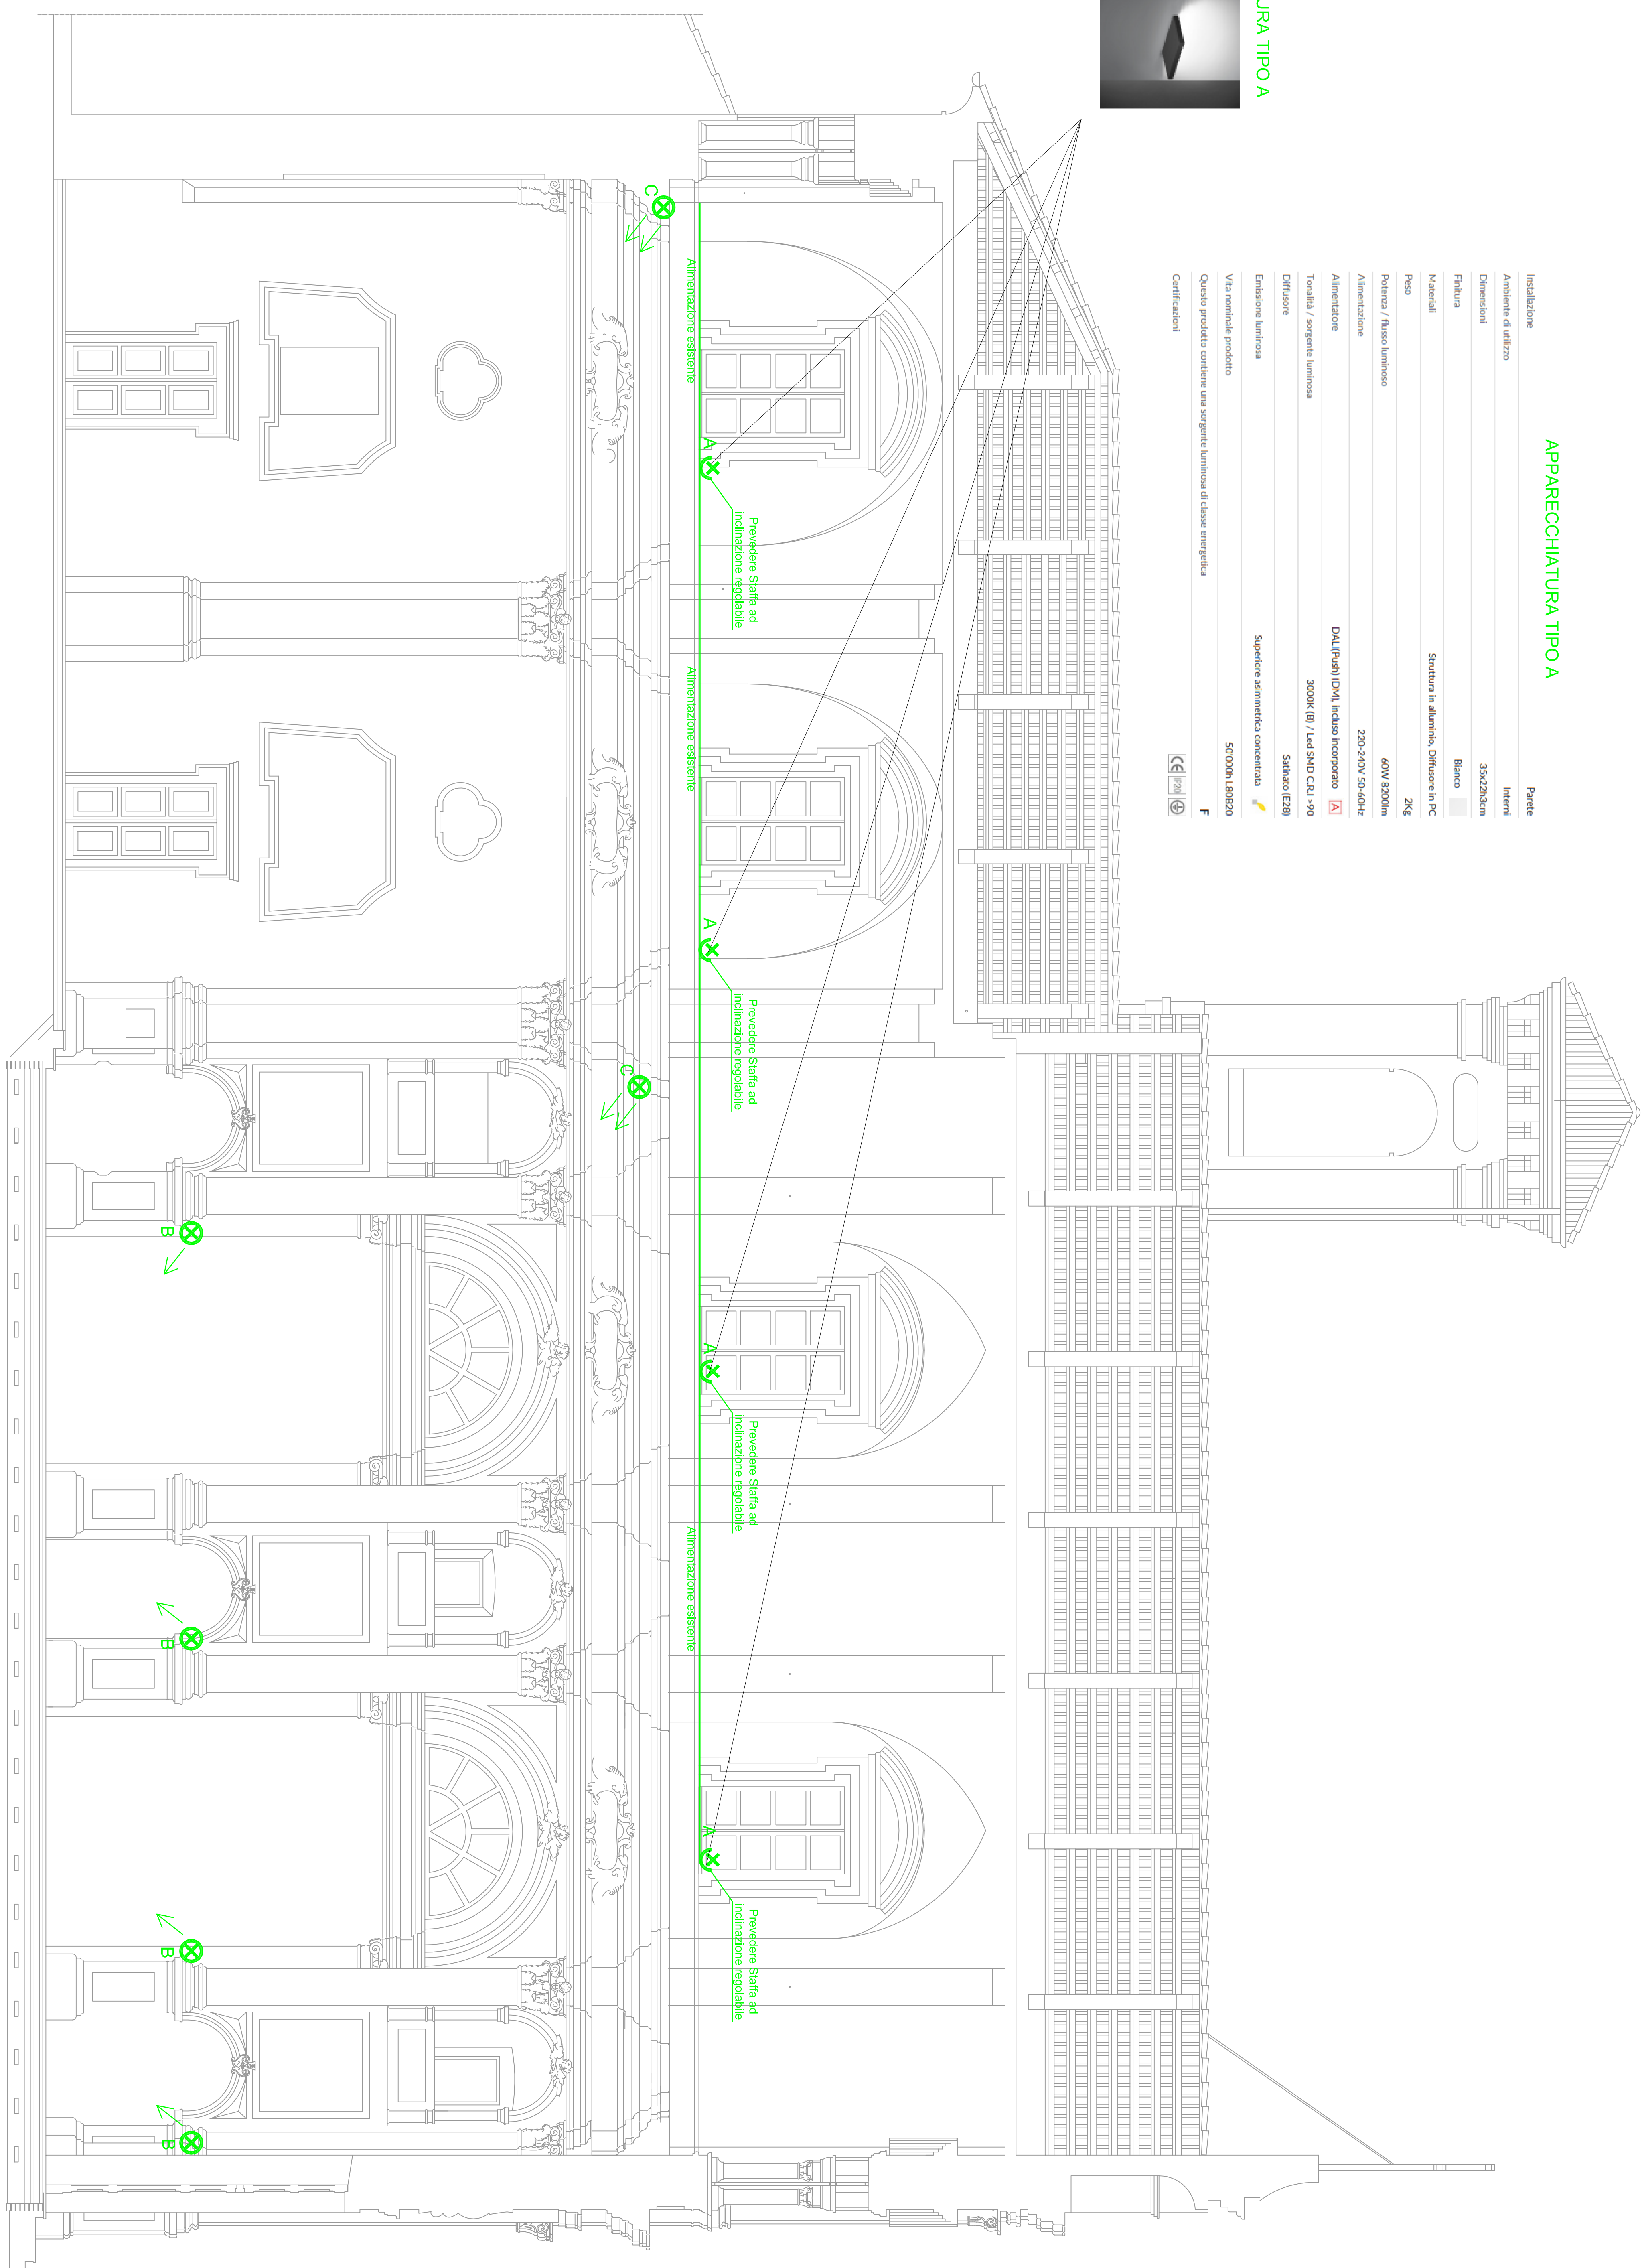 URA TIPO A
APPARECCHIATURA TIPO A
Installazione Parete
Ambiente di utilizzo Interni
Dimensioni 35x22h3cm
Finitura Bianco
Materiali Struttura in alluminio, Diffusore in PC
Peso 2Kg
Potenza / flusso luminoso 60W 8200lm
Alimentazione 220-240V 50-60Hz
Alimentatore DALI(Push) (DM), incluso incorporato A
Tonalità / sorgente luminosa 3000K (B) / Led SMD C.R.I >90
Diffusore Satinato (E28)
Emissione luminosa Superiore asimmetrica concentrata
Vita nominale prodotto 50'000h L80B20
Questo prodotto contiene una sorgente luminosa di classe energetica F
Certificazioni CE IP20
Prevedere Staffa ad
inclinazione regolabile
Prevedere Staffa ad
inclinazione regolabile
Prevedere Staffa ad
inclinazione regolabile
Prevedere Staffa ad
inclinazione regolabile
A
A
A
A
Alimentazione esistente
Alimentazione esistente
Alimentazione esistente
C
C
B
B
B
B